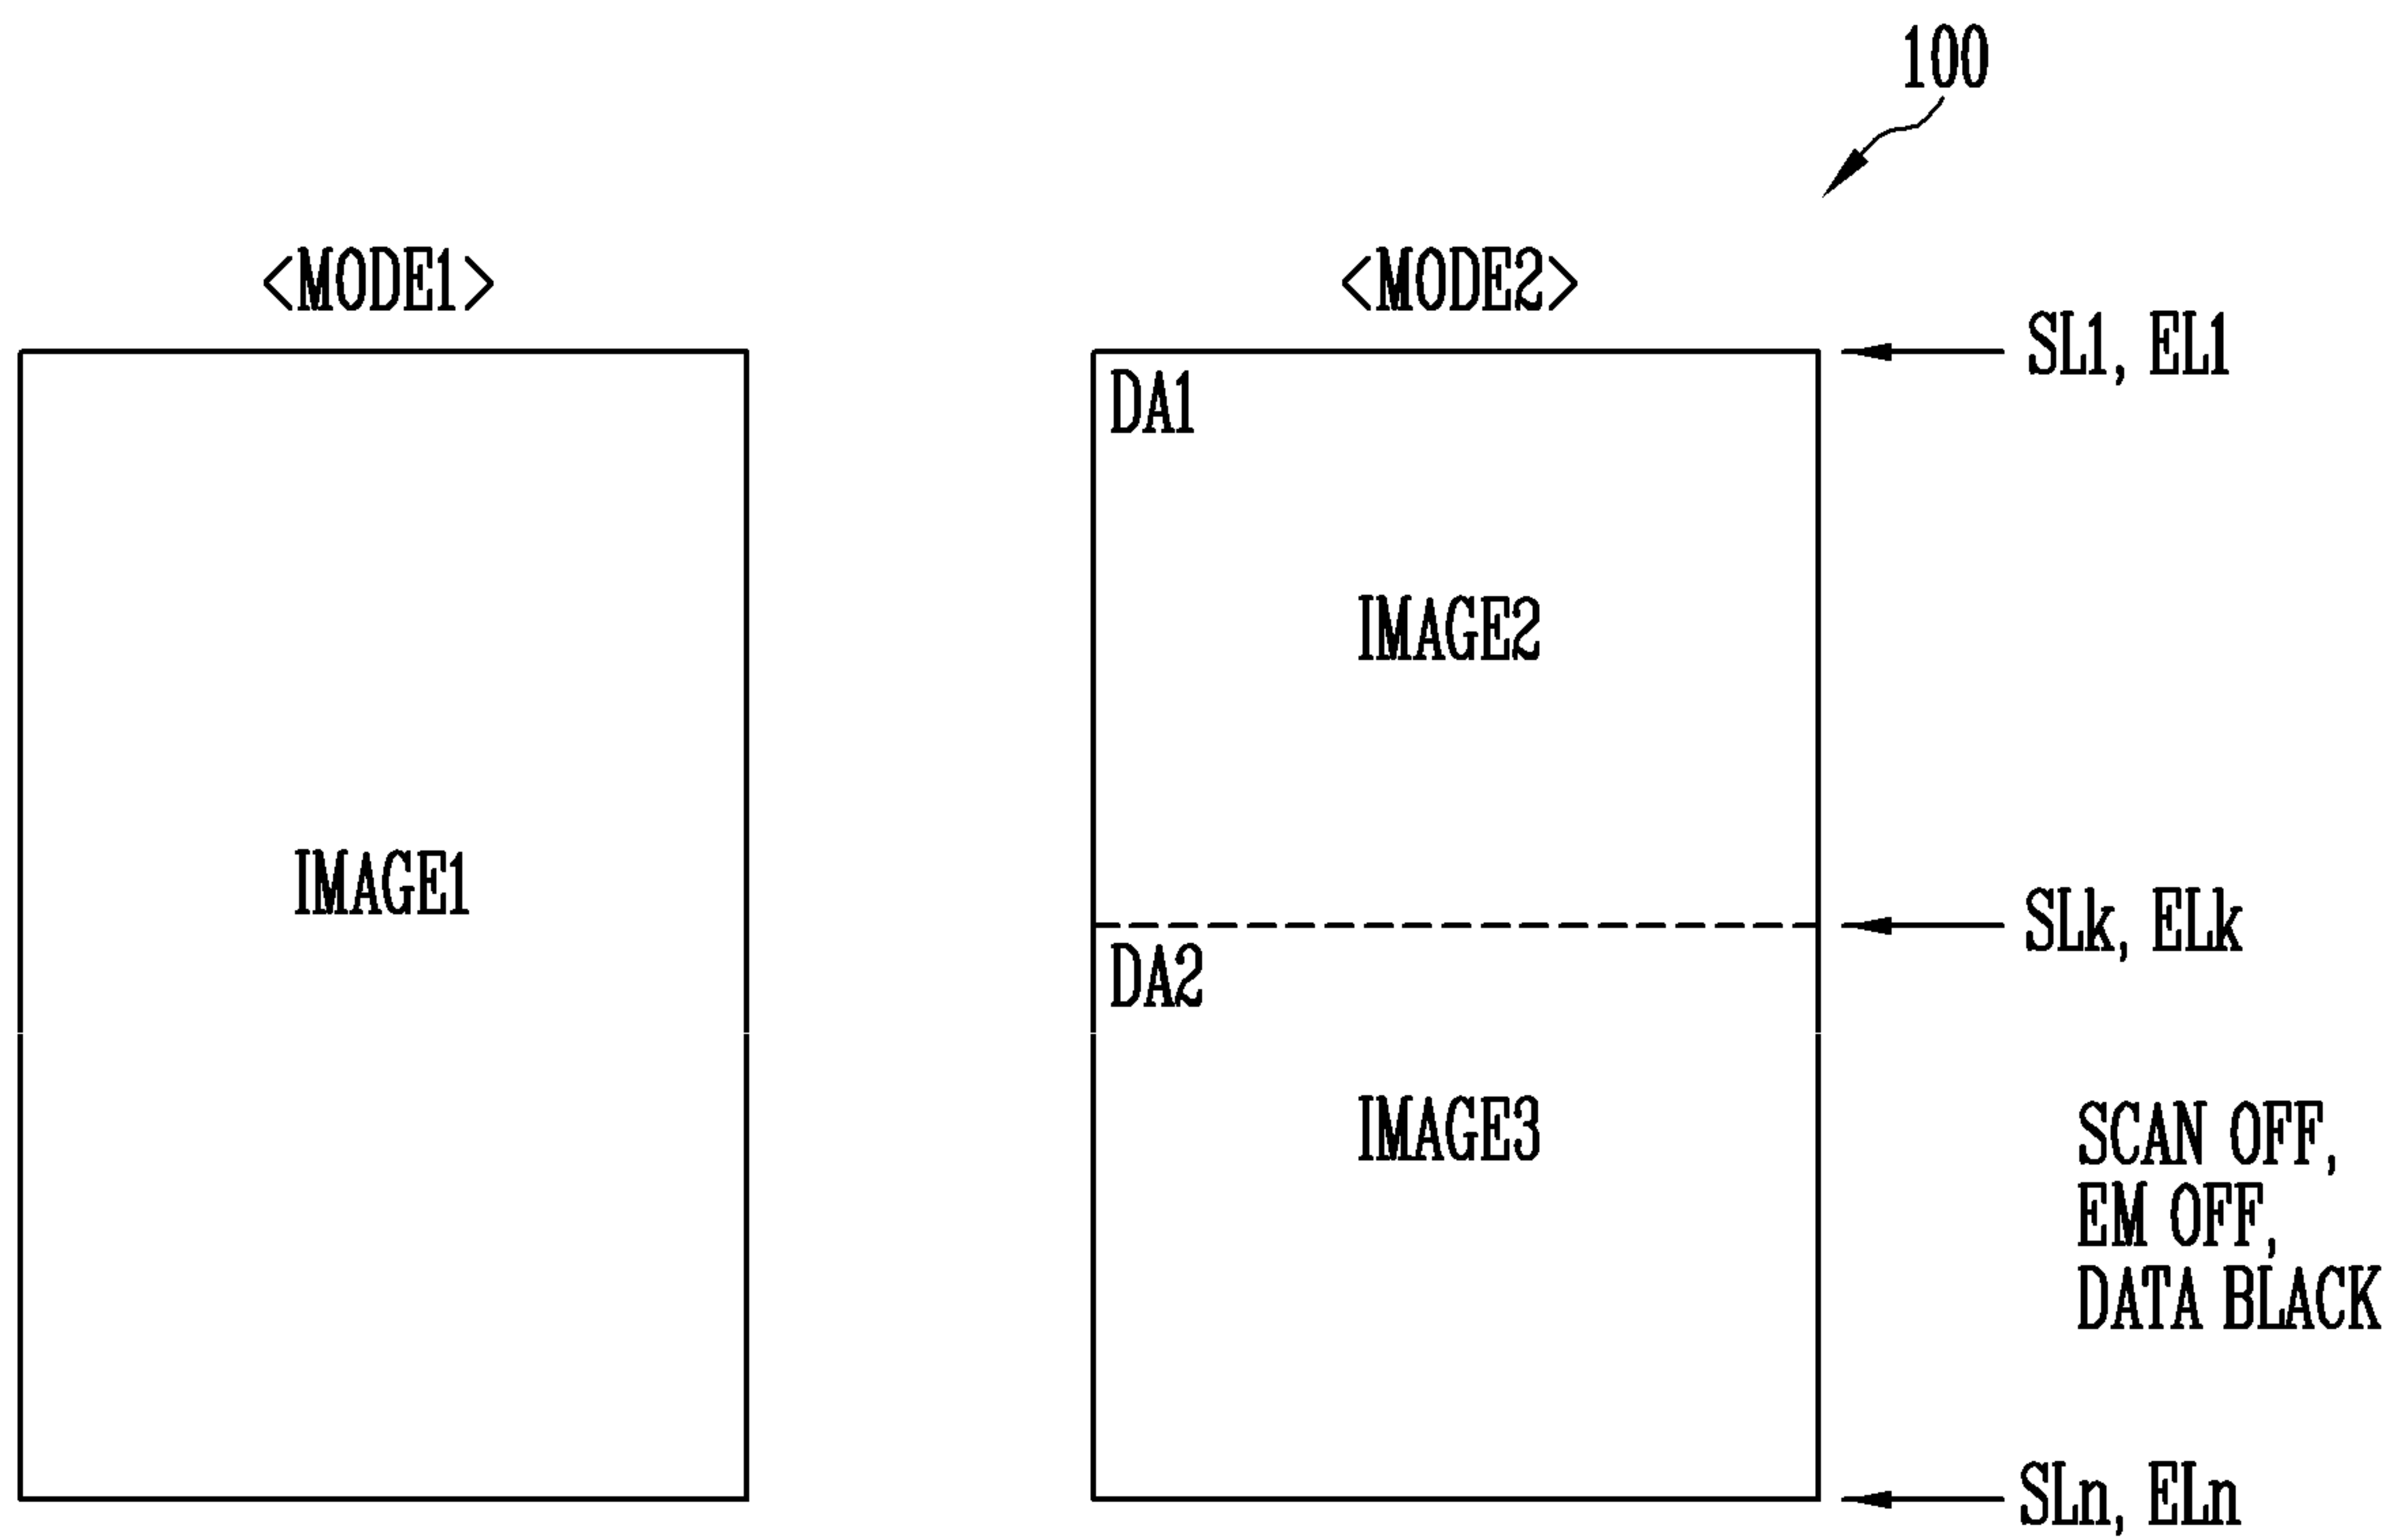 100
<MODE1>
<MODE2>
SL1, EL1
DA1
IMAGE2
IMAGE1
SLk, ELk
DA2
IMAGE3
SCAN OFF,
EM OFF,
DATA BLACK
SLn, ELn